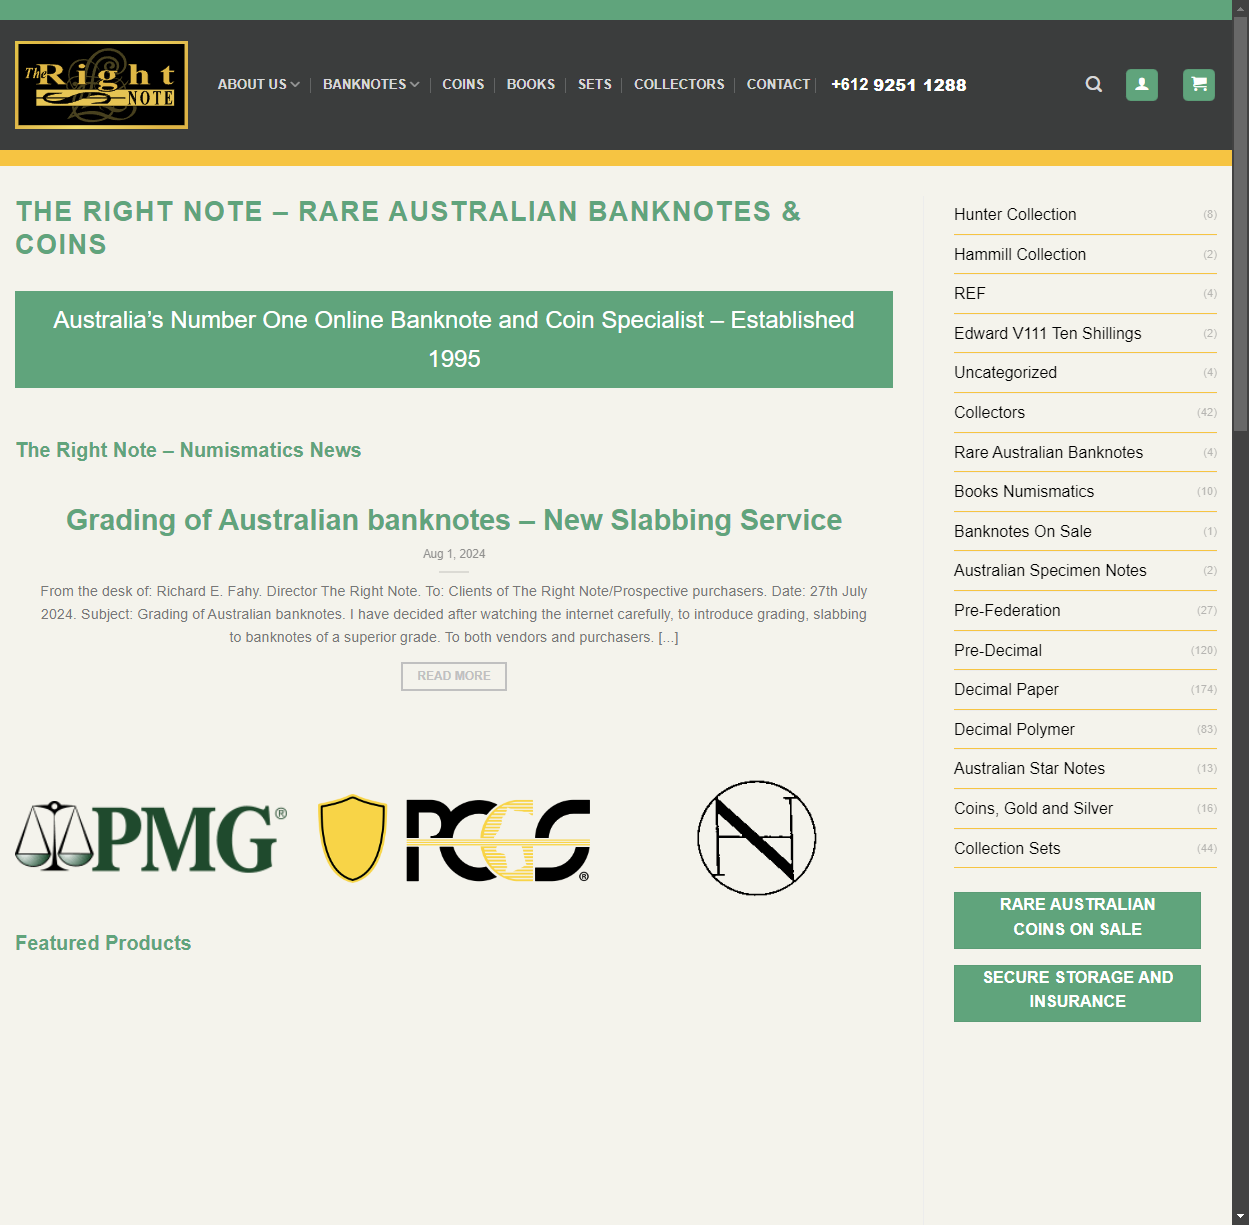 The Right
NOTE
ABOUT US
BANKNOTES
COINS
BOOKS
SETS
COLLECTORS
CONTACT
+612 9251 1288
THE RIGHT NOTE – RARE AUSTRALIAN BANKNOTES &
COINS
Australia’s Number One Online Banknote and Coin Specialist – Established
1995
The Right Note – Numismatics News
Grading of Australian banknotes – New Slabbing Service
Aug 1, 2024
From the desk of: Richard E. Fahy. Director The Right Note. To: Clients of The Right Note/Prospective purchasers. Date: 27th July
2024. Subject: Grading of Australian banknotes. I have decided after watching the internet carefully, to introduce grading, slabbing
to banknotes of a superior grade. To both vendors and purchasers. [...]
READ MORE
PMG®
PCGS®
N
Featured Products
Hunter Collection (8)
Hammill Collection (2)
REF (4)
Edward V111 Ten Shillings (2)
Uncategorized (4)
Collectors (42)
Rare Australian Banknotes (4)
Books Numismatics (10)
Banknotes On Sale (1)
Australian Specimen Notes (2)
Pre-Federation (27)
Pre-Decimal (120)
Decimal Paper (174)
Decimal Polymer (83)
Australian Star Notes (13)
Coins, Gold and Silver (16)
Collection Sets (44)
RARE AUSTRALIAN
COINS ON SALE
SECURE STORAGE AND
INSURANCE